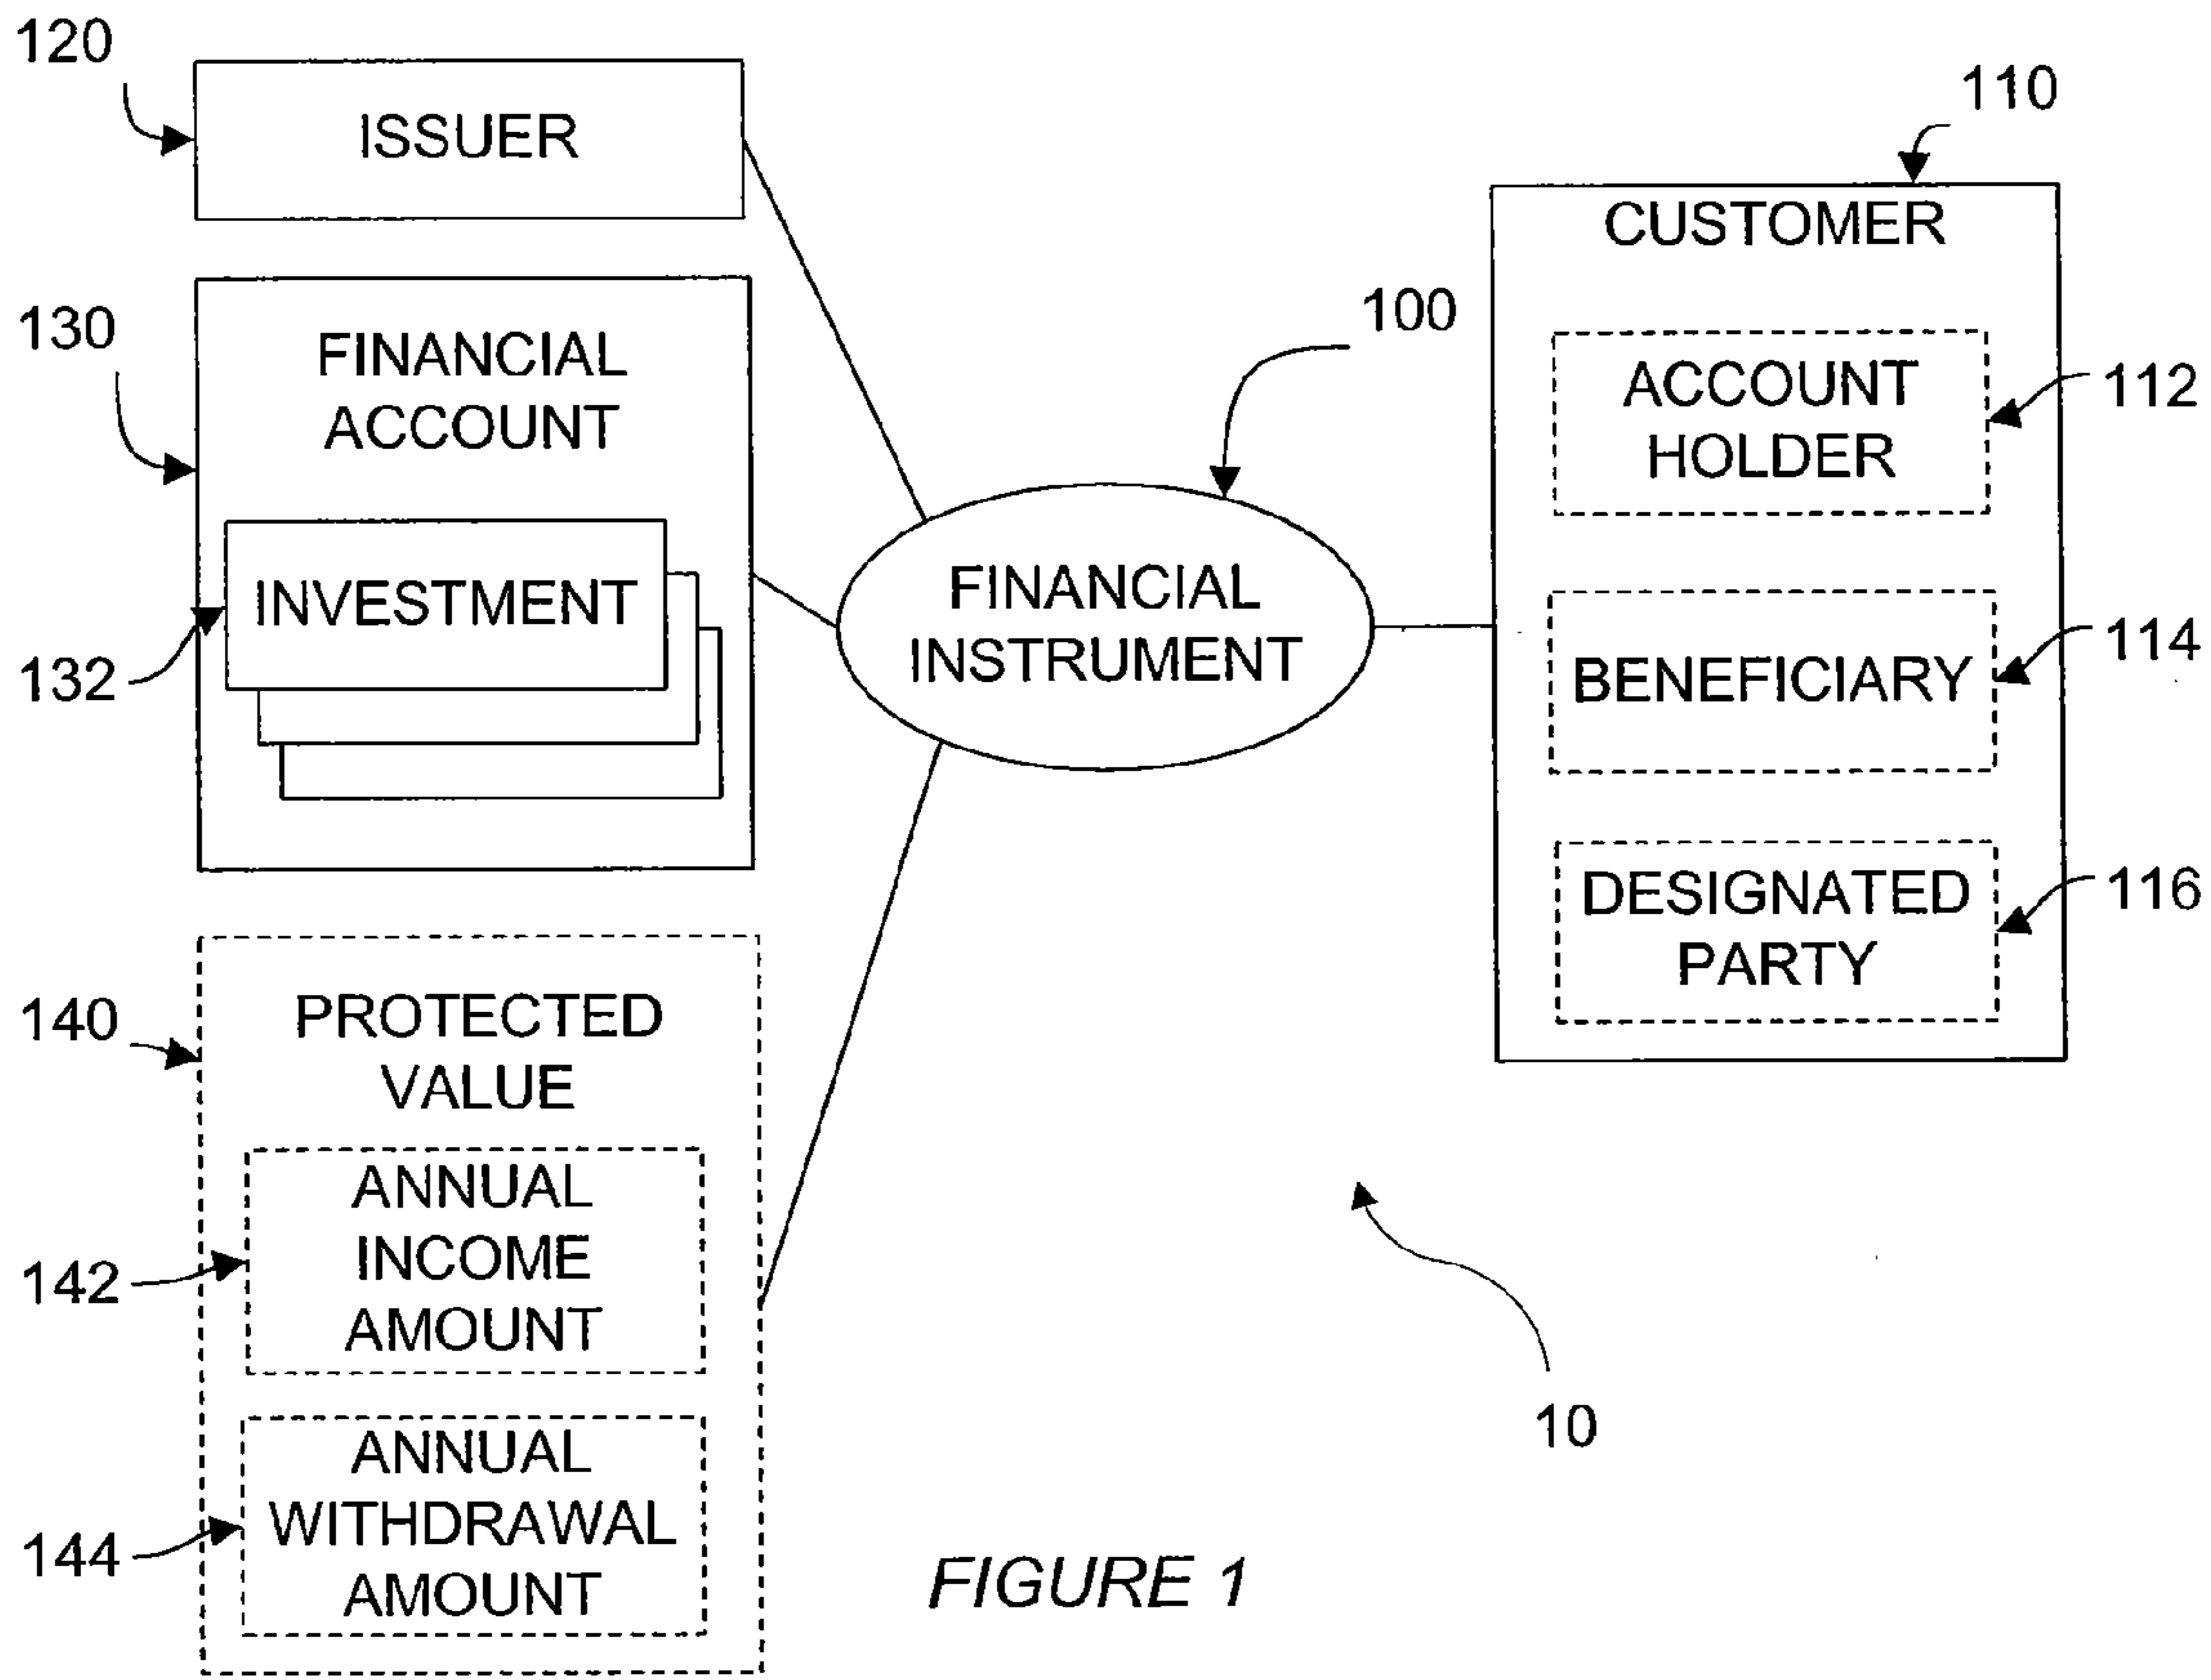 120
ISSUER
110
CUSTOMER
130
FINANCIAL
ACCOUNT
100
ACCOUNT
HOLDER
112
INVESTMENT
132
FINANCIAL
INSTRUMENT
BENEFICIARY
114
DESIGNATED
PARTY
116
140
PROTECTED
VALUE
142
ANNUAL
INCOME
AMOUNT
10
144
ANNUAL
WITHDRAWAL
AMOUNT
FIGURE 1